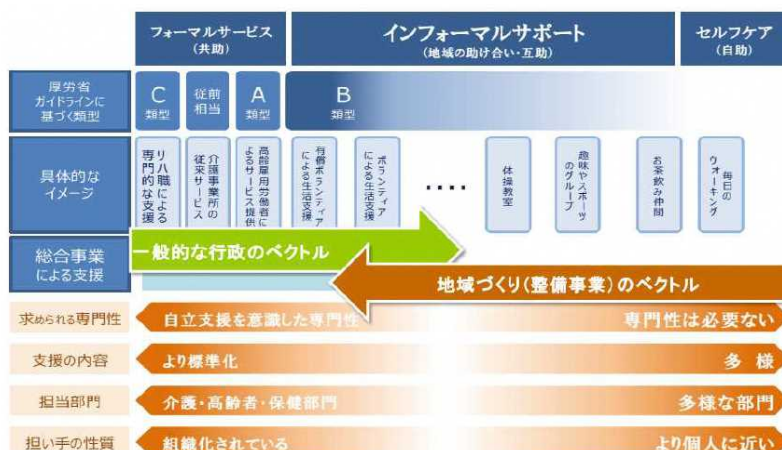 フォーマルサービス
（共助）
インフォーマルサポート
（地域の助け合い・互助）
セルフケア
（自助）
厚労省
ガイドラインに
基づく類型
C
類型
従前
相当
A
類型
B
類型
具体的な
イメージ
リハ職による
専門的な支援
介護事業所の
従来サービス
高齢雇用労働者に
よるサービス提供
有償ボランティア
による生活支援
ボランティア
による生活支援
‥‥
体操教室
趣味やスポーツ
のグループ
お茶飲み仲間
毎日の
ウォーキング
総合事業
による支援
一般的な行政のベクトル
地域づくり（整備事業）のベクトル
求められる専門性
自立支援を意識した専門性
専門性は必要ない
支援の内容
より標準化
多 様
担当部門
介護・高齢者・保健部門
多様な部門
担い手の性質
組織化されている
より個人に近い